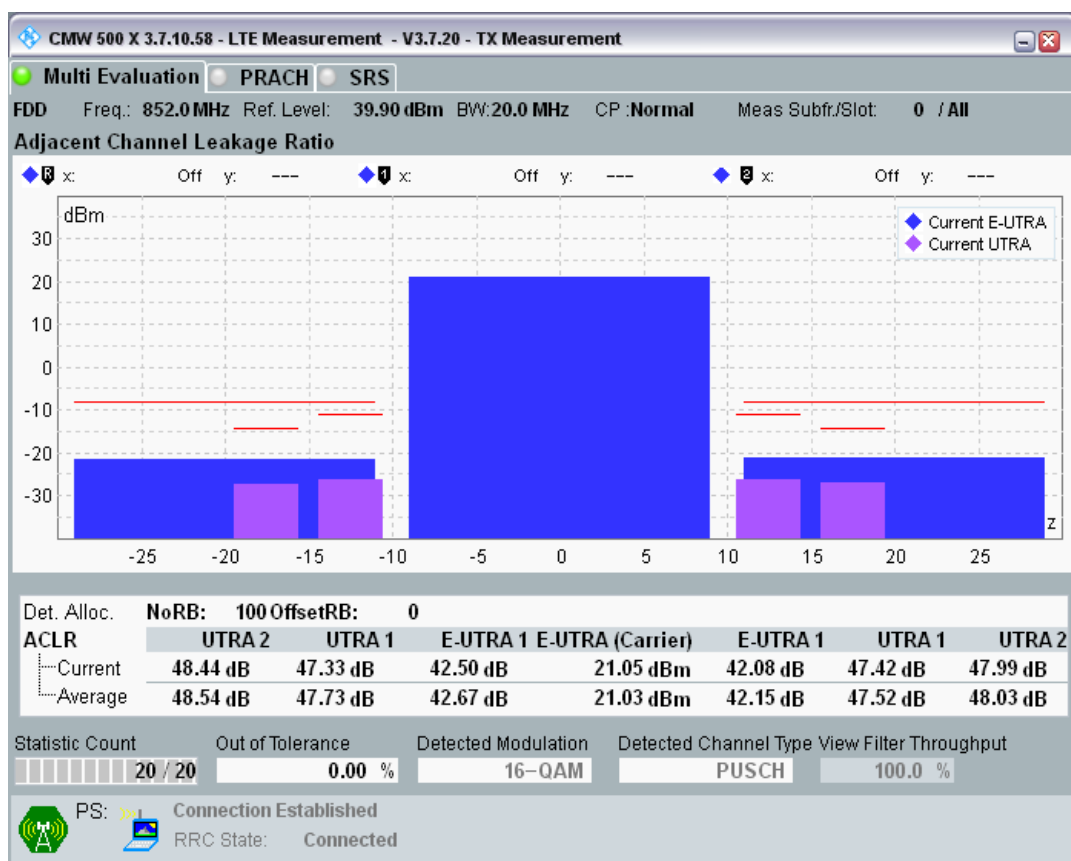 CMW 500 X 3.7.10.58 - LTE Measurement - V3.7.20 - TX Measurement
Multi Evaluation PRACH SRS
FDD Freq.: 852.0 MHz Ref. Level: 39.90 dBm BW:20.0 MHz CP :Normal Meas Subfr./Slot: 0 / All
Adjacent Channel Leakage Ratio
R x: Off y: --- 1 x: Off y: --- 2 x: Off y: ---
dBm
Current E-UTRA
Current UTRA
30
20
10
0
-10
-20
-30
z
-25 -20 -15 -10 -5 0 5 10 15 20 25
Det. Alloc. NoRB: 100 OffsetRB: 0
ACLR UTRA 2 UTRA 1 E-UTRA 1 E-UTRA (Carrier) E-UTRA 1 UTRA 1 UTRA 2
Current 48.44 dB 47.33 dB 42.50 dB 21.05 dBm 42.08 dB 47.42 dB 47.99 dB
Average 48.54 dB 47.73 dB 42.67 dB 21.03 dBm 42.15 dB 47.52 dB 48.03 dB
Statistic Count Out of Tolerance Detected Modulation Detected Channel Type View Filter Throughput
20 / 20 0.00 % 16-QAM PUSCH 100.0 %
PS: Connection Established
RRC State: Connected